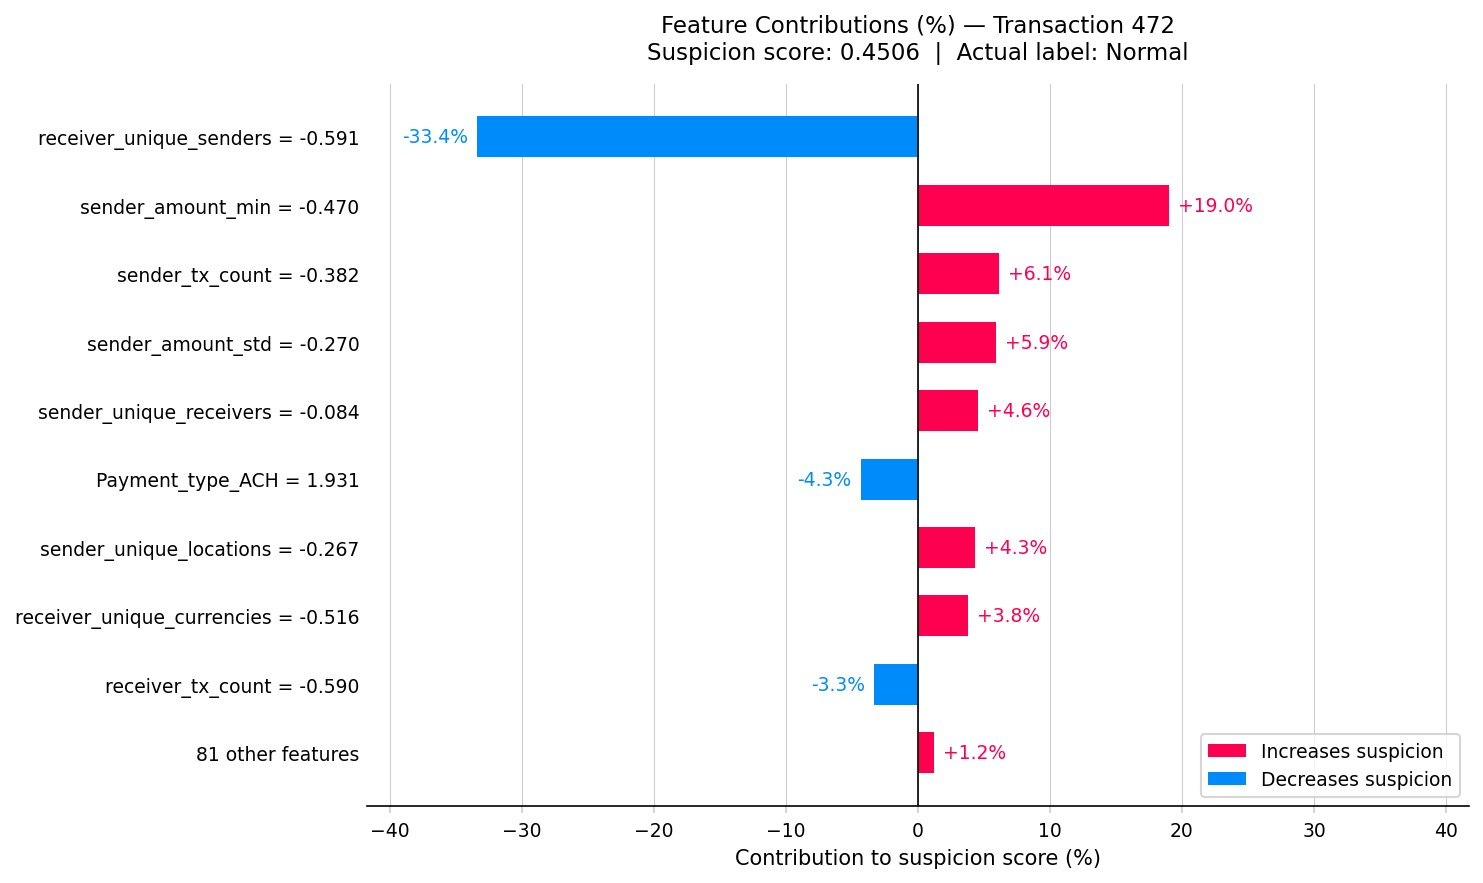 Feature Contributions (%) — Transaction 472
Suspicion score: 0.4506  |  Actual label: Normal
receiver_unique_senders = -0.591
-33.4%
sender_amount_min = -0.470
+19.0%
sender_tx_count = -0.382
+6.1%
sender_amount_std = -0.270
+5.9%
sender_unique_receivers = -0.084
+4.6%
Payment_type_ACH = 1.931
-4.3%
sender_unique_locations = -0.267
+4.3%
receiver_unique_currencies = -0.516
+3.8%
receiver_tx_count = -0.590
-3.3%
81 other features
+1.2%
Increases suspicion
Decreases suspicion
−40 −30 −20 −10 0 10 20 30 40
Contribution to suspicion score (%)